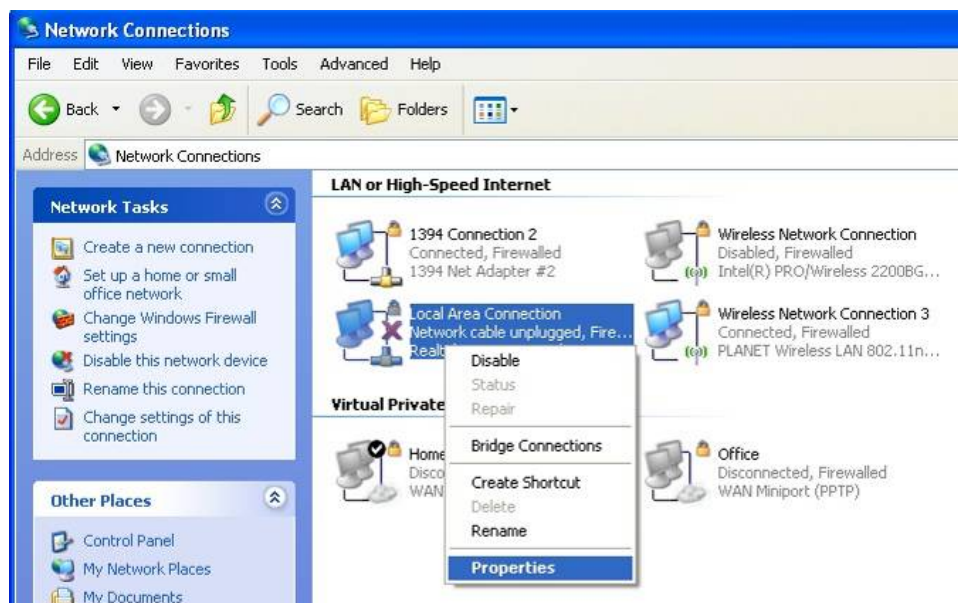 Network Connections
File Edit View Favorites Tools Advanced Help
Back Search Folders
Address Network Connections
Network Tasks
Create a new connection
Set up a home or small
office network
Change Windows Firewall
settings
Disable this network device
Rename this connection
Change settings of this
connection
Other Places
Control Panel
My Network Places
My Documents
LAN or High-Speed Internet
1394 Connection 2
Connected, Firewalled
1394 Net Adapter #2
Wireless Network Connection
Disabled, Firewalled
Intel(R) PRO/Wireless 2200BG...
Local Area Connection
Network cable unplugged, Fire...
Realt
Wireless Network Connection 3
Connected, Firewalled
PLANET Wireless LAN 802.11n...
Virtual Private
Home
Disco
WAN
Office
Disconnected, Firewalled
WAN Miniport (PPTP)
Disable
Status
Repair
Bridge Connections
Create Shortcut
Delete
Rename
Properties